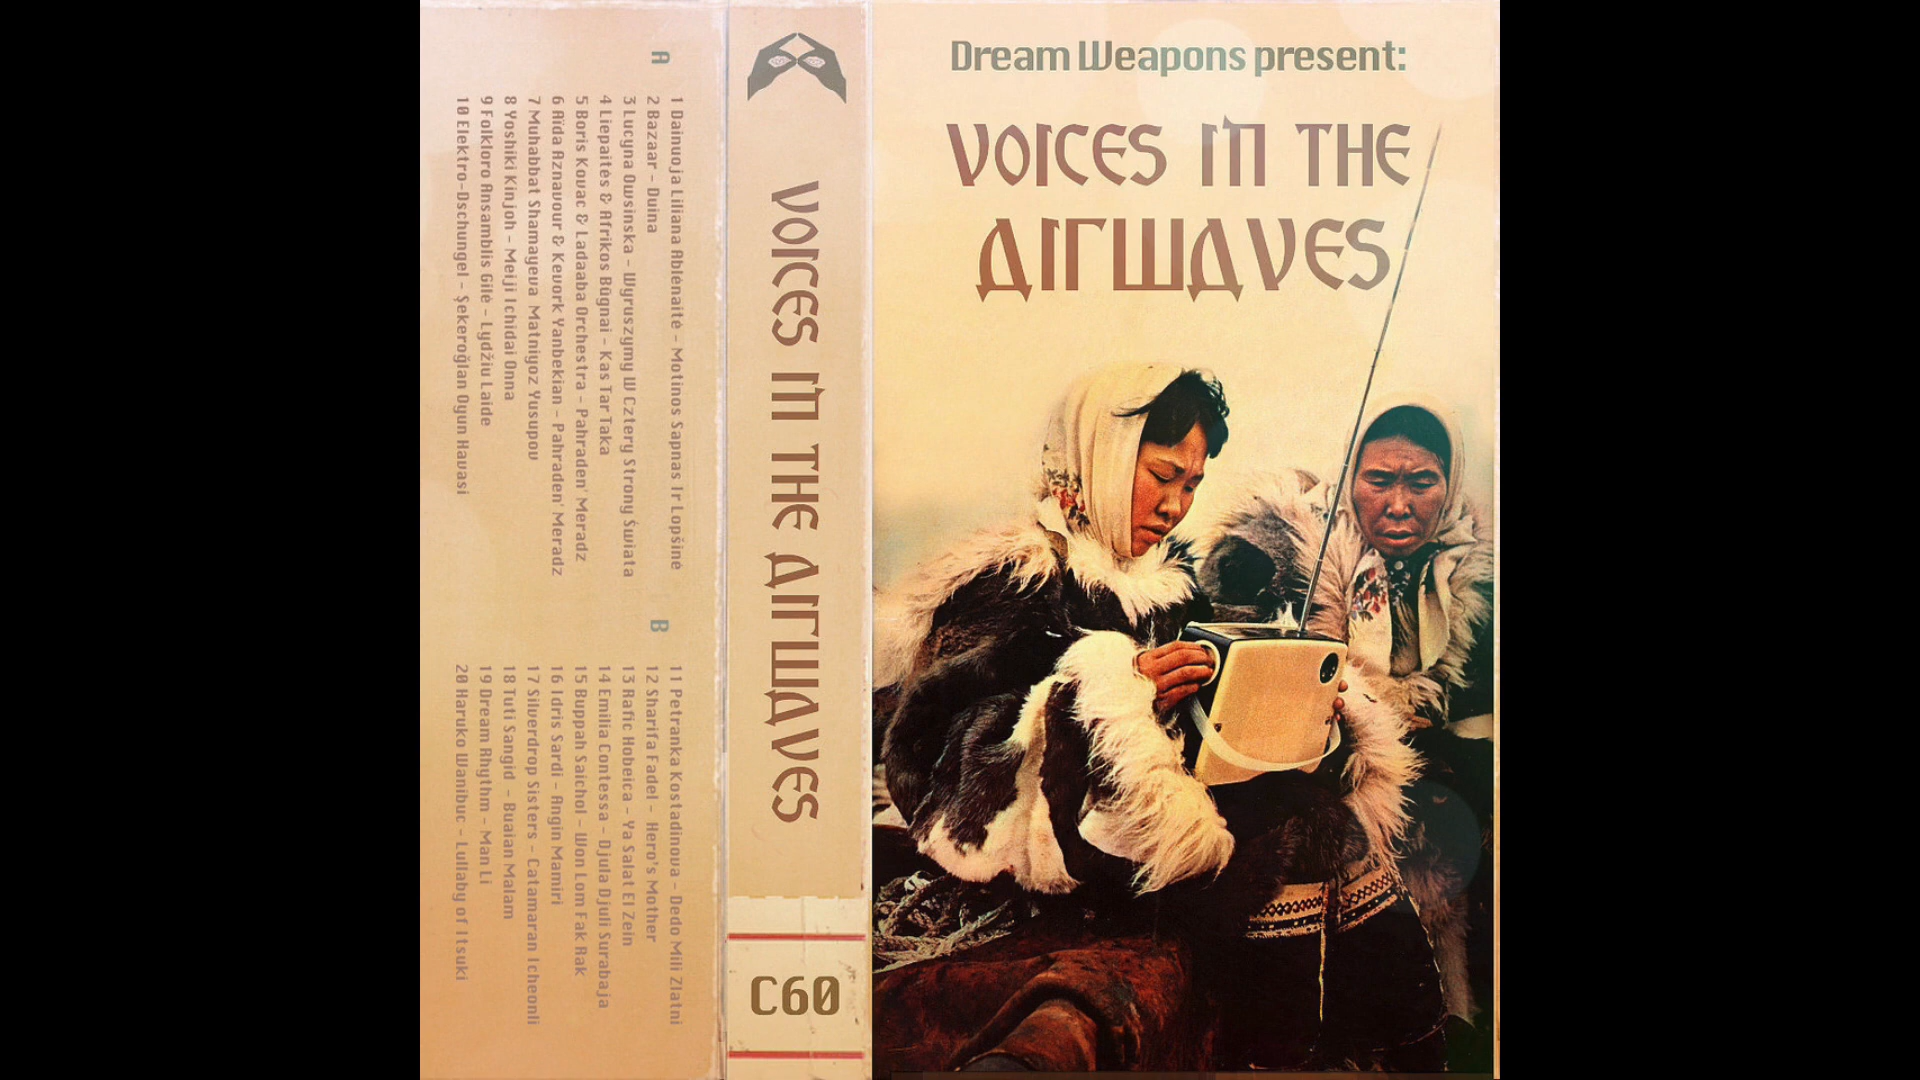 Dream Weapons present:
VOICES IN THE
AIRWAVES
VOICES IN THE AIRWAVES
C60
A
1 Dainuoja Liliana Ablėnaitė - Motinos Sapnas Ir Lopšinė
2 Bazaar - Duina
3 Lucyna Owsinska - Wyruszymy W Cztery Strony Świata
4 Liepaitės & Afrikos Būgnai - Kas Tar Taka
5 Boris Kovac & Ladaaba Orchestra - Pahraden' Meradz
6 Aïda Aznavour & Kevork Yanbekian - Pahraden' Meradz
7 Muhabbat Shamayeva Matniyoz Yusupov
8 Yoshiki Kinjoh - Meiji Ichidai Onna
9 Folkloro Ansamblis Gilė - Lydžiu Laide
10 Elektro-Dschungel - Şekeroğlan Oyun Havasi
B
11 Petranka Kostadinova - Dedo Mili Zlatni
12 Sharifa Fadel - Hero's Mother
13 Rafic Hobeica - Ya Salat El Zein
14 Emilia Contessa - Djula Djuli Surabaja
15 Buppah Saichol - Won Lom Fak Rak
16 Idris Sardi - Angin Mamiri
17 Silverdrop Sisters - Catamaran Icheonli
18 Tuti Sangid - Buaian Malam
19 Dream Rhythm - Man Li
20 Haruko Wanibuc - Lullaby of Itsuki